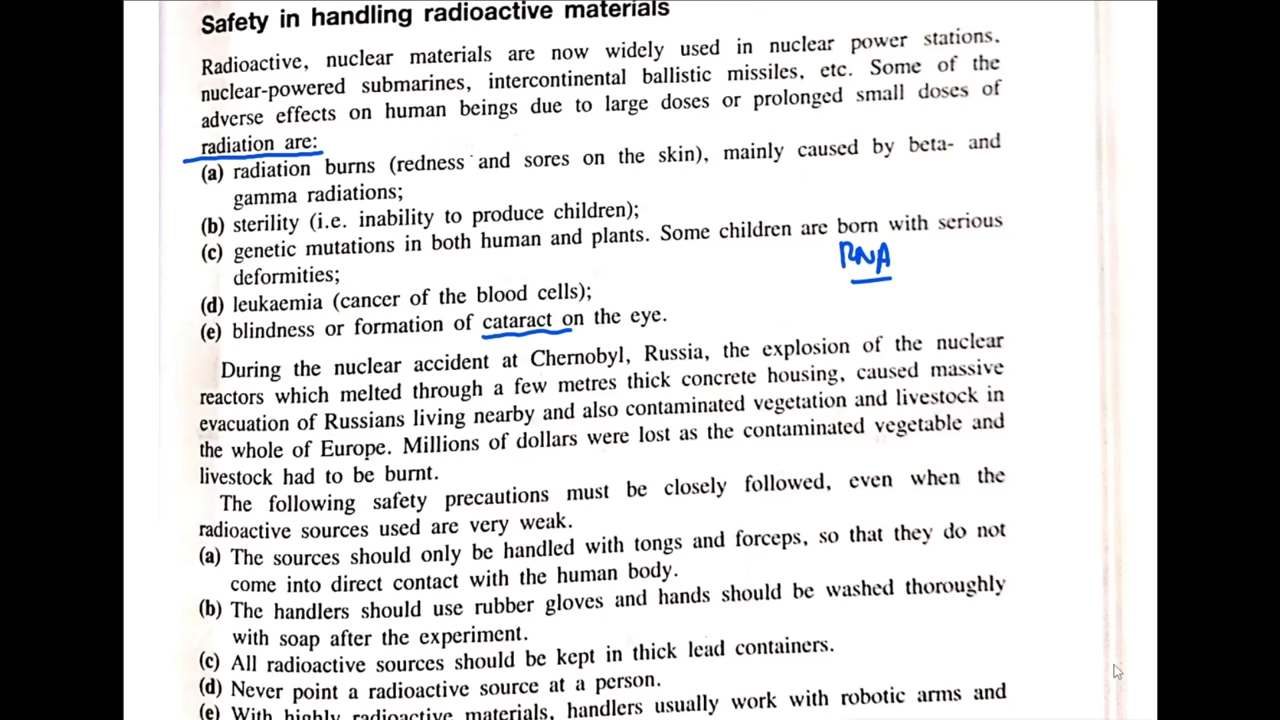 Safety in handling radioactive materials
Radioactive, nuclear materials are now widely used in nuclear power stations,
nuclear-powered submarines, intercontinental ballistic missiles, etc. Some of the
adverse effects on human beings due to large doses or prolonged small doses of
radiation are:
(a) radiation burns (redness and sores on the skin), mainly caused by beta- and
gamma radiations;
(b) sterility (i.e. inability to produce children);
(c) genetic mutations in both human and plants. Some children are born with serious
RNA
deformities;
(d) leukaemia (cancer of the blood cells);
(e) blindness or formation of cataract on the eye.
During the nuclear accident at Chernobyl, Russia, the explosion of the nuclear
reactors which melted through a few metres thick concrete housing, caused massive
evacuation of Russians living nearby and also contaminated vegetation and livestock in
the whole of Europe. Millions of dollars were lost as the contaminated vegetable and
livestock had to be burnt.
The following safety precautions must be closely followed, even when the
radioactive sources used are very weak.
(a) The sources should only be handled with tongs and forceps, so that they do not
come into direct contact with the human body.
(b) The handlers should use rubber gloves and hands should be washed thoroughly
with soap after the experiment.
(c) All radioactive sources should be kept in thick lead containers.
(d) Never point a radioactive source at a person.
(e) With highly radioactive materials, handlers usually work with robotic arms and